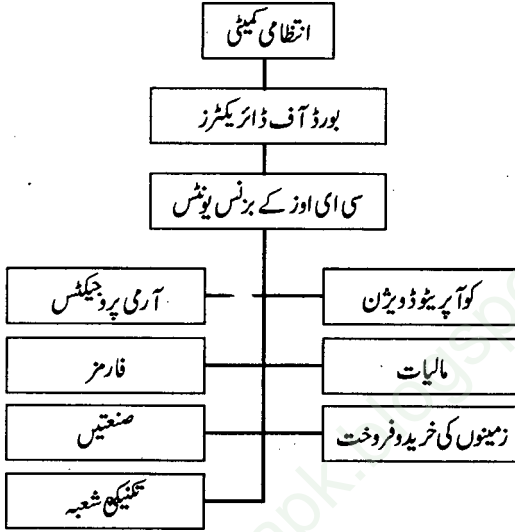 انتظامی کمیٹی
بورڈ آف ڈائریکٹرز
سی ای اوز کے بزنس یونٹس
کوآپریٹو ڈویژن
آرمی پروجیکٹس
مالیات
فارمز
زمینوں کی خرید و فروخت
صنعتیں
تکنیکی شعبہ